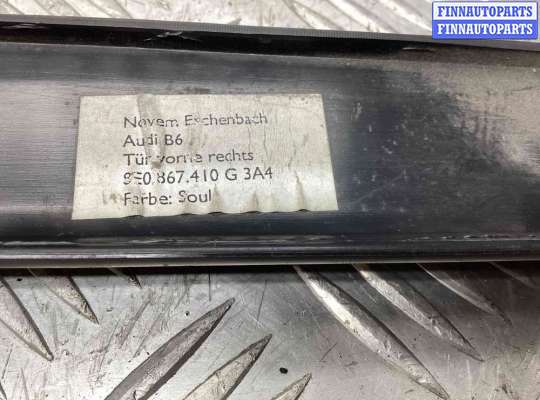 FINNAUTOPARTS
FINNAUTOPARTS
Novem Eschenbach
Audi B6
Tür vorne rechts
8E0.867.410 G 3A4
Farbe: Soul